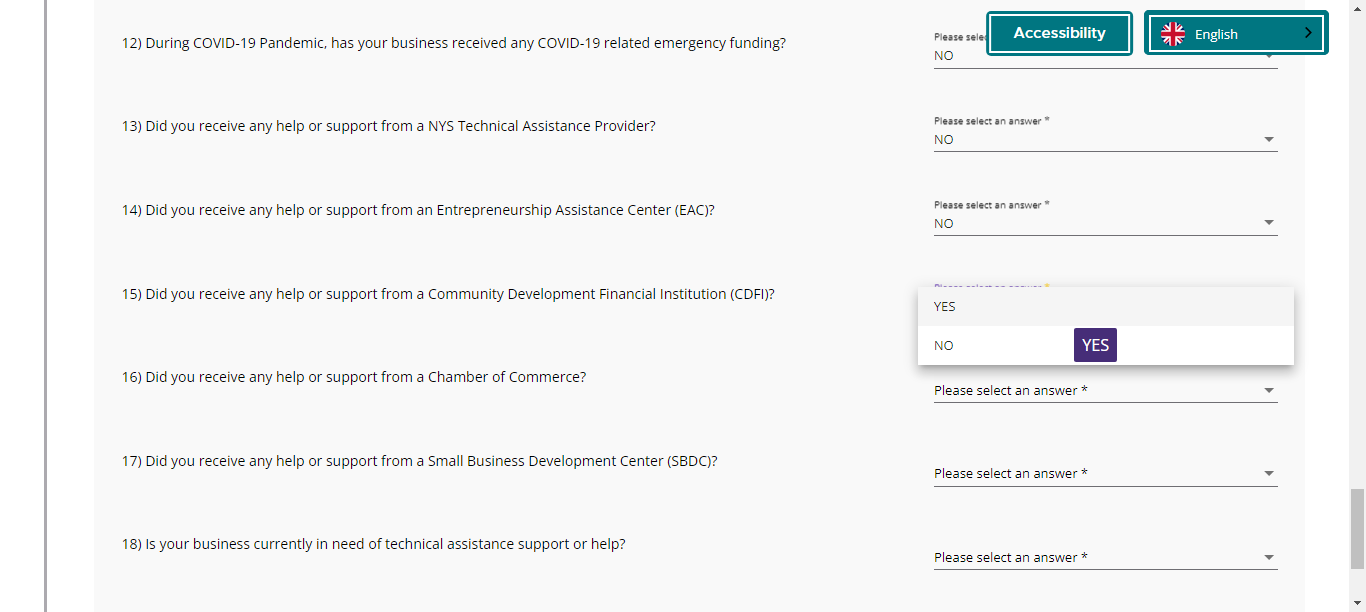 Accessibility
English
12) During COVID-19 Pandemic, has your business received any COVID-19 related emergency funding?
Please selec
NO
13) Did you receive any help or support from a NYS Technical Assistance Provider?
Please select an answer *
NO
14) Did you receive any help or support from an Entrepreneurship Assistance Center (EAC)?
Please select an answer *
NO
15) Did you receive any help or support from a Community Development Financial Institution (CDFI)?
Please select an answer *
YES
NO
YES
16) Did you receive any help or support from a Chamber of Commerce?
Please select an answer *
17) Did you receive any help or support from a Small Business Development Center (SBDC)?
Please select an answer *
18) Is your business currently in need of technical assistance support or help?
Please select an answer *